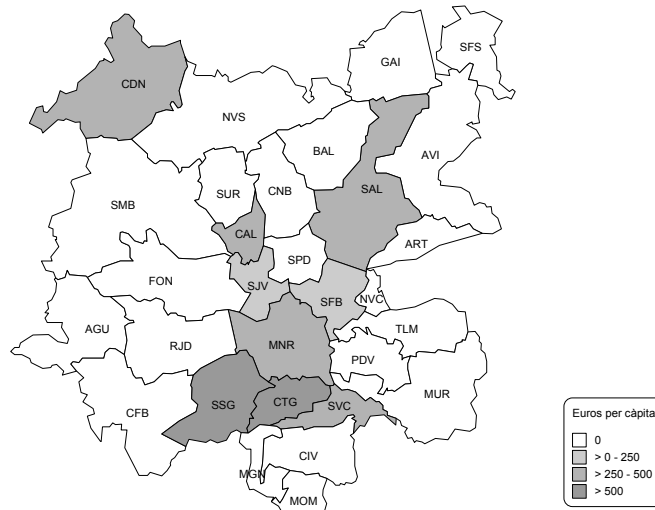 SFS
GAI
CDN
NVS
BAL
AVI
SUR
CNB
SAL
SMB
CAL
ART
SPD
FON
SJV
SFB
NVC
AGU
TLM
RJD
MNR
PDV
MUR
SSG
CTG
SVC
CFB
CIV
MGN
MOM
Euros per càpita
0
> 0 - 250
> 250 - 500
> 500